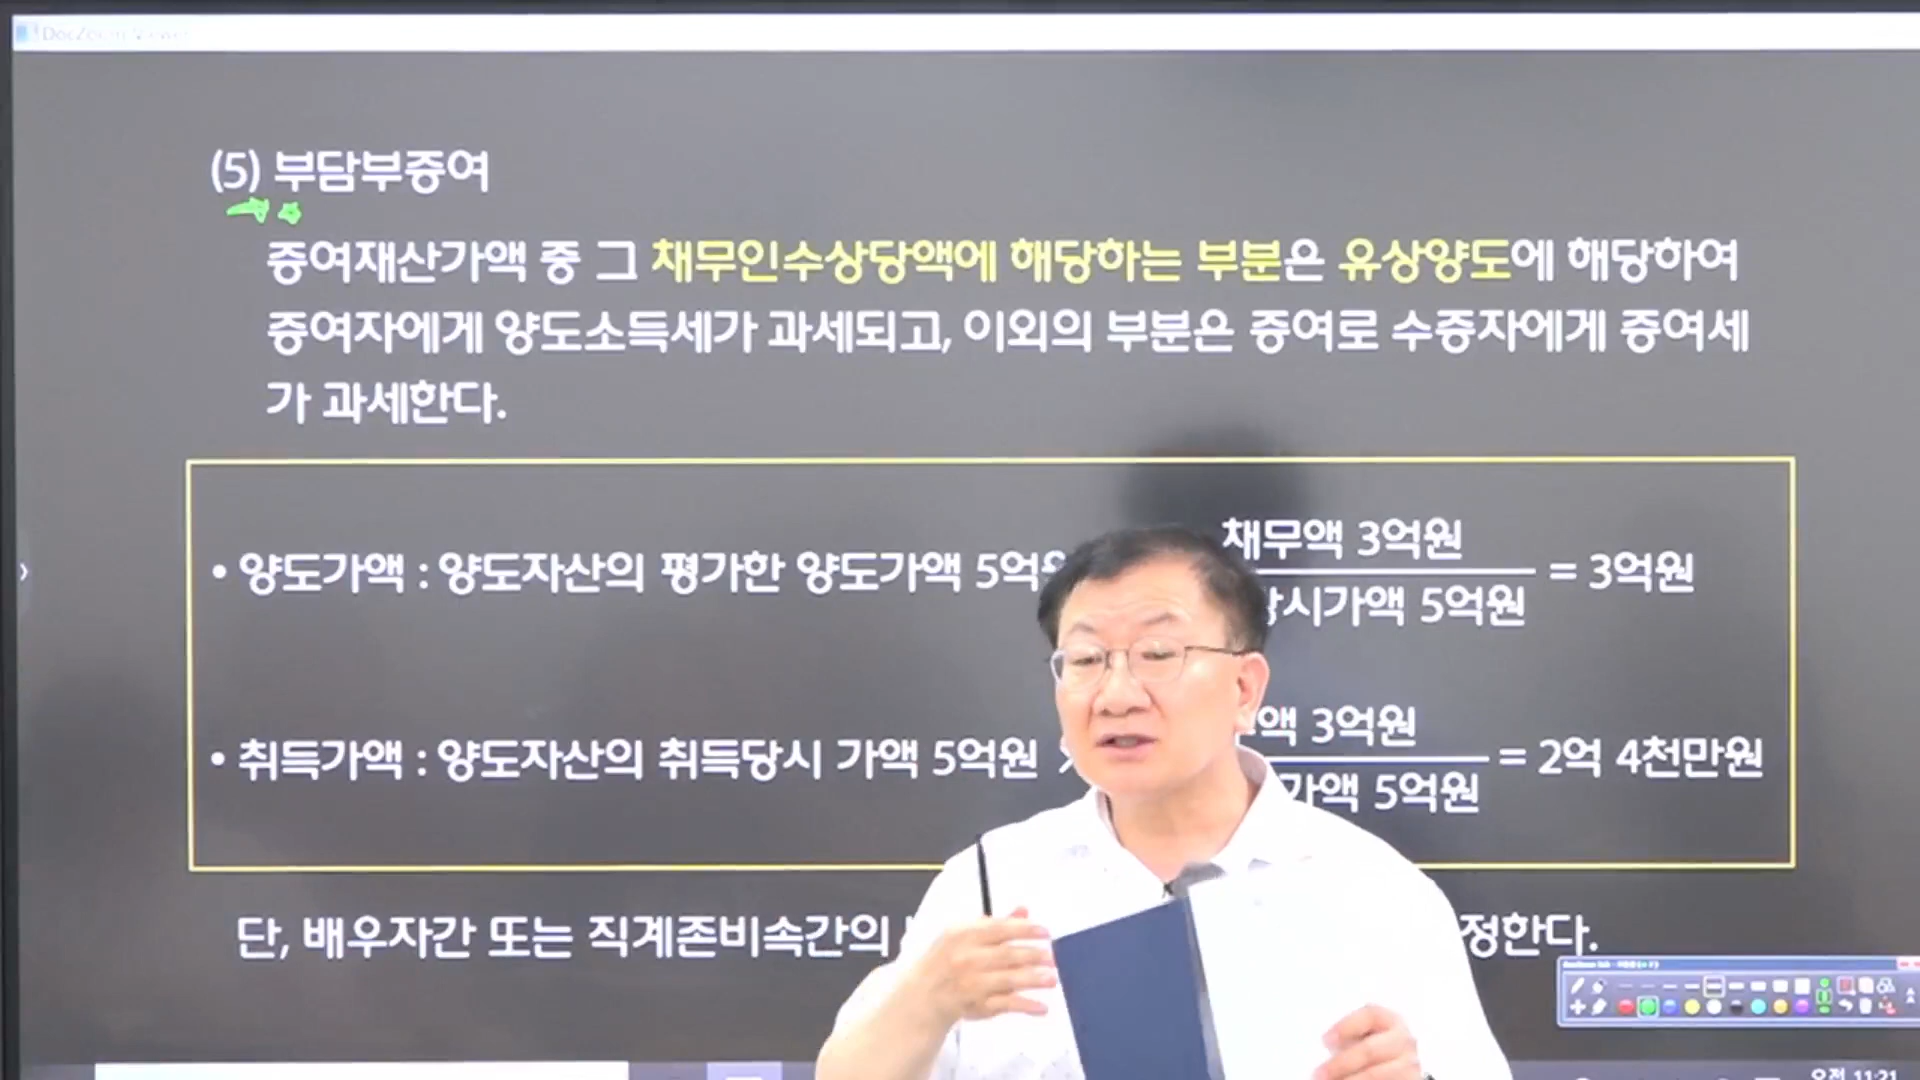 (5) 부담부증여
증여재산가액 중 그 채무인수상당액에 해당하는 부분은 유상양도에 해당하여
증여자에게 양도소득세가 과세되고, 이외의 부분은 증여로 수증자에게 증여세
가 과세한다.
• 양도가액 : 양도자산의 평가한 양도가액 5억
채무액 3억원
당시가액 5억원
= 3억원
• 취득가액 : 양도자산의 취득당시 가액 5억원
액 3억원
가액 5억원
= 2억 4천만원
단, 배우자간 또는 직계존비속간의
정한다.
오전 11:21